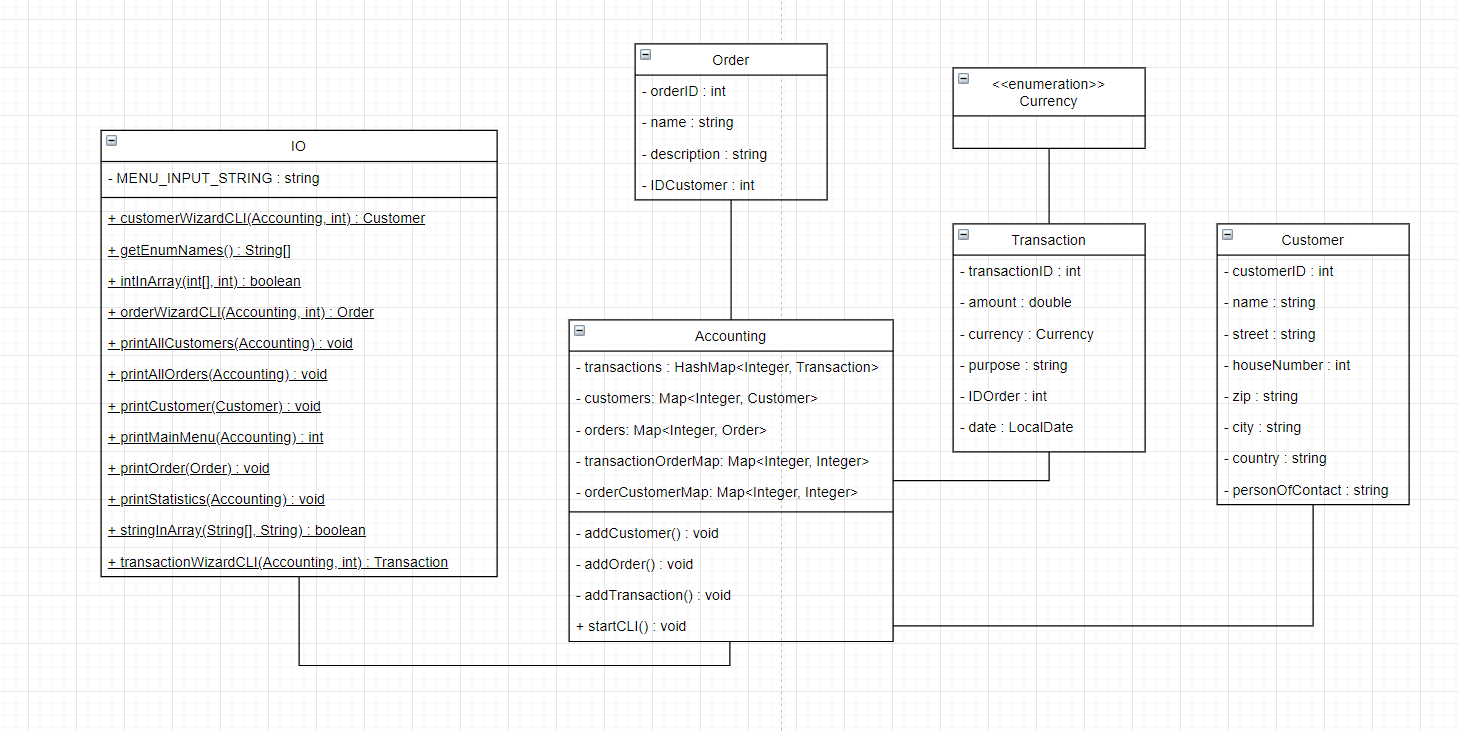 Order
- orderID : int
- name : string
- description : string
- IDCustomer : int
<<enumeration>>
Currency
IO
- MENU_INPUT_STRING : string
+ customerWizardCLI(Accounting, int) : Customer
+ getEnumNames() : String[]
+ intInArray(int[], int) : boolean
+ orderWizardCLI(Accounting, int) : Order
+ printAllCustomers(Accounting) : void
+ printAllOrders(Accounting) : void
+ printCustomer(Customer) : void
+ printMainMenu(Accounting) : int
+ printOrder(Order) : void
+ printStatistics(Accounting) : void
+ stringInArray(String[], String) : boolean
+ transactionWizardCLI(Accounting, int) : Transaction
Accounting
- transactions : HashMap<Integer, Transaction>
- customers: Map<Integer, Customer>
- orders: Map<Integer, Order>
- transactionOrderMap: Map<Integer, Integer>
- orderCustomerMap: Map<Integer, Integer>
- addCustomer() : void
- addOrder() : void
- addTransaction() : void
+ startCLI() : void
Transaction
- transactionID : int
- amount : double
- currency : Currency
- purpose : string
- IDOrder : int
- date : LocalDate
Customer
- customerID : int
- name : string
- street : string
- houseNumber : int
- zip : string
- city : string
- country : string
- personOfContact : string